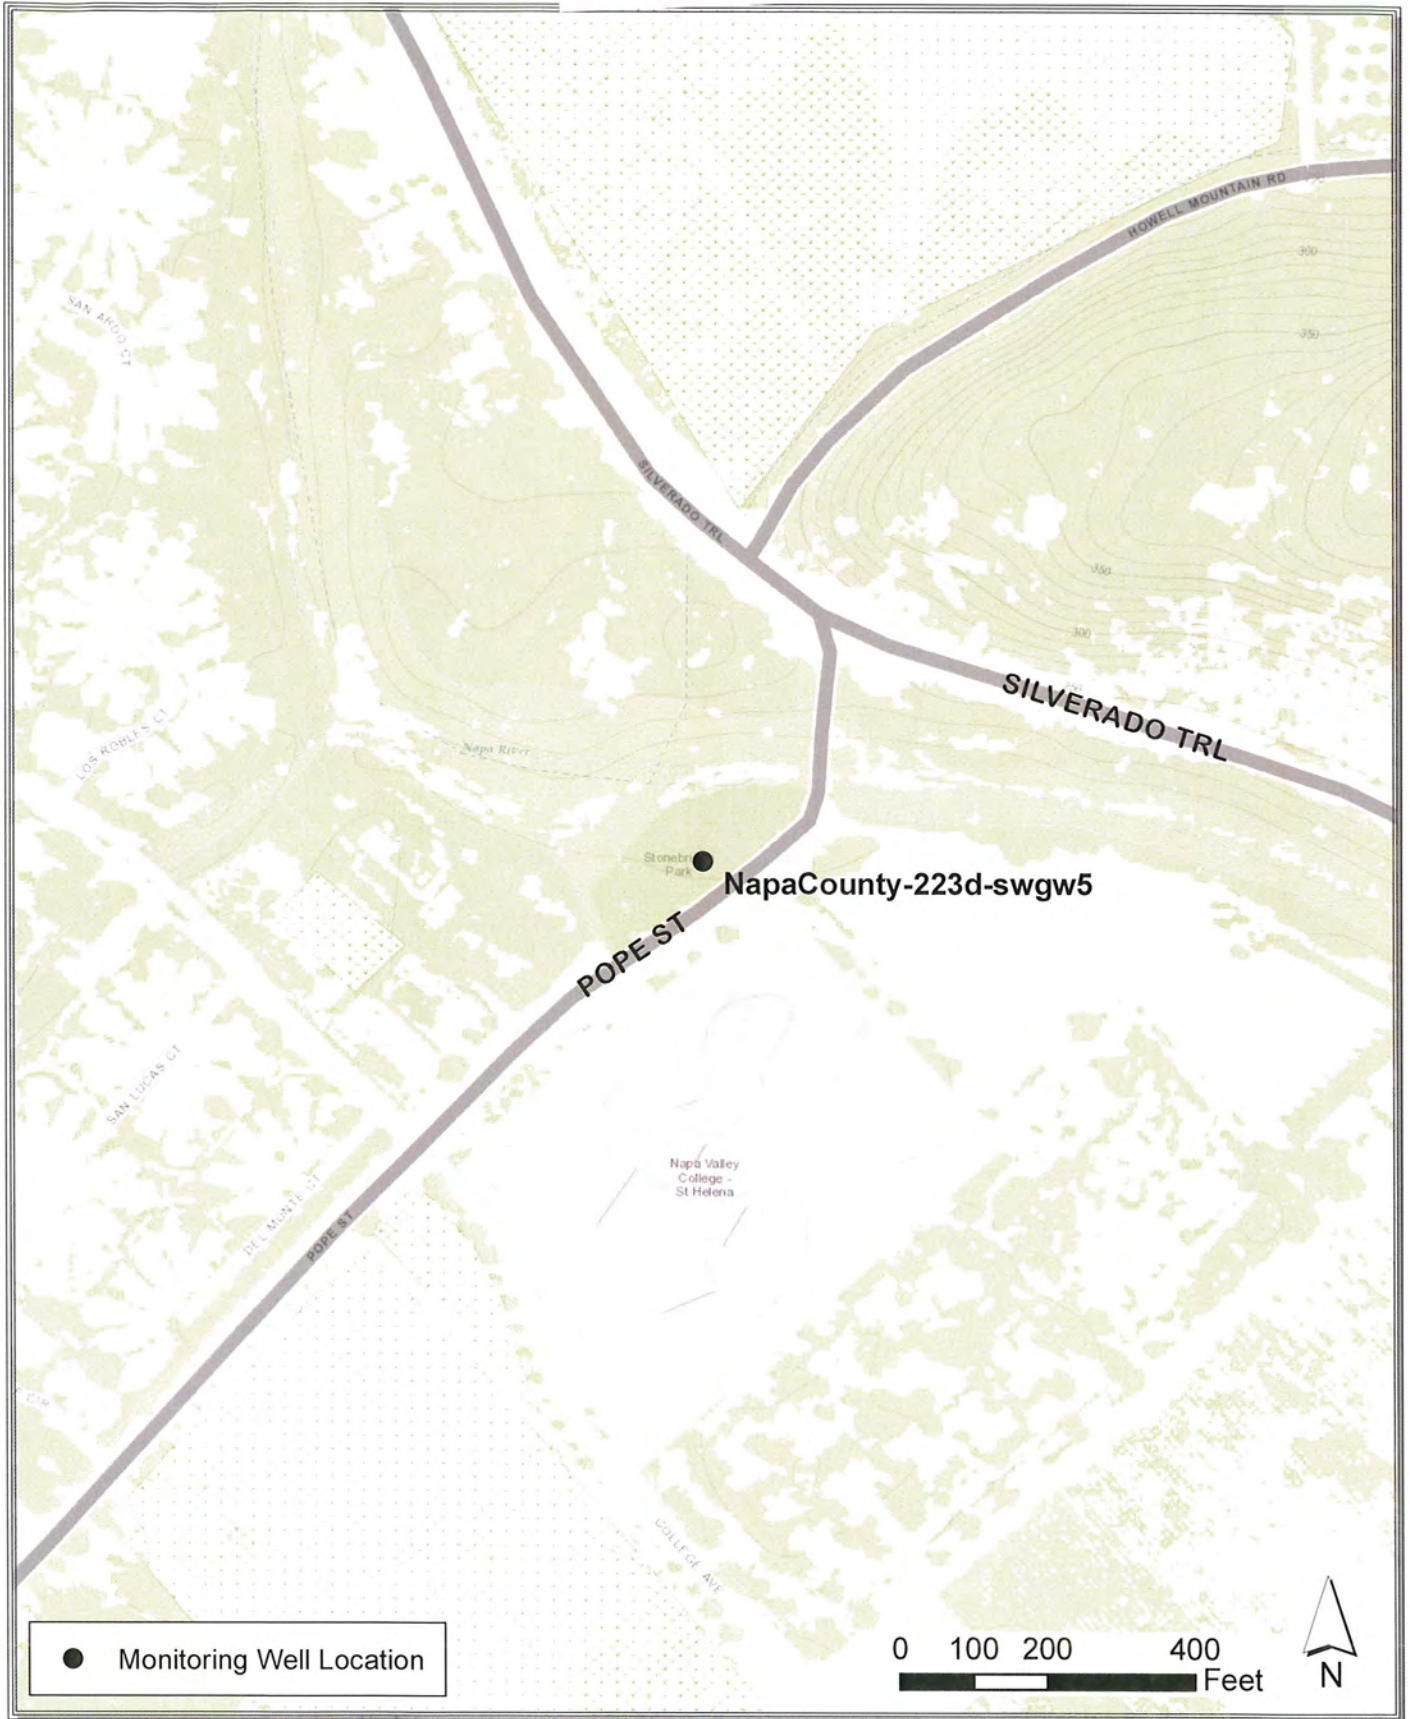 HOWELL MOUNTAIN RD
300
350
SAN ARDO CT
SILVERADO TRL
350
300
SILVERADO TRL
LOS ROBLES CT
Napa River
Park
NapaCounty-223d-swgw5
POPE ST
SAN LUCAS CT
Napa Valley
College -
St Helena
DEL MONTE CT
POPE ST
CIR
COLLEGE AVE
Monitoring Well Location
0 100 200 400
Feet
N